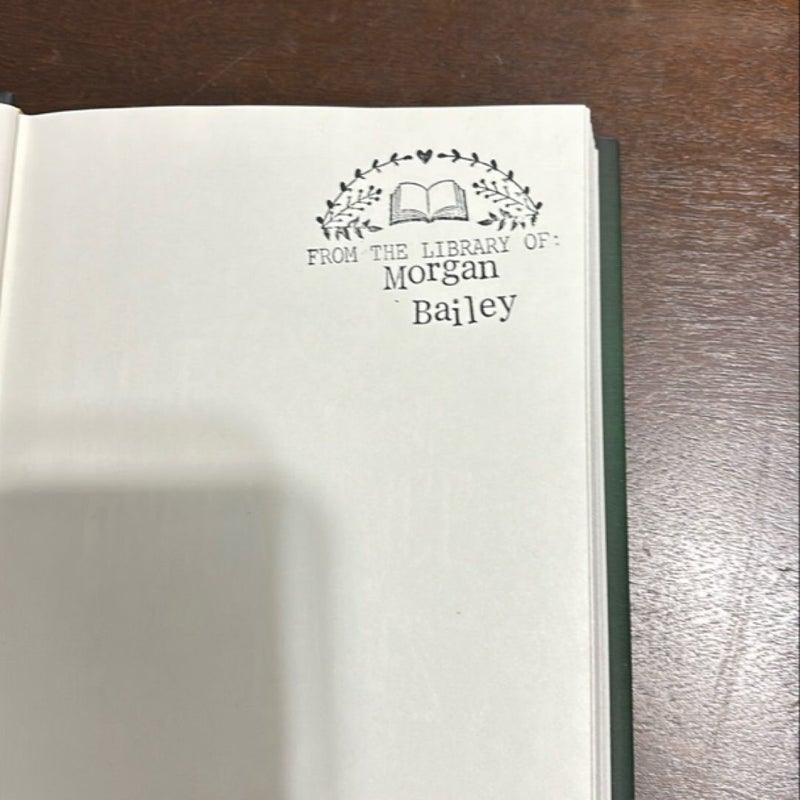 FROM THE LIBRARY OF:
Morgan
Bailey